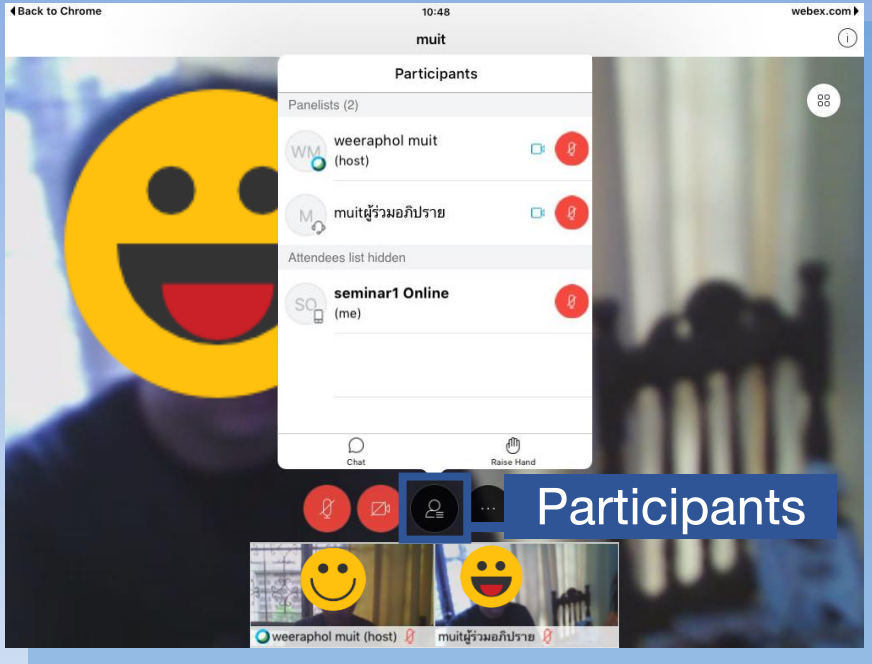 Back to Chrome
10:48
webex.com
muit
Participants
Panelists (2)
WM
weeraphol muit
(host)
M
muitผู้ร่วมอภิปราย
Attendees list hidden
SO
seminar1 Online
(me)
Chat
Raise Hand
Participants
weeraphol muit (host)
muitผู้ร่วมอภิปราย